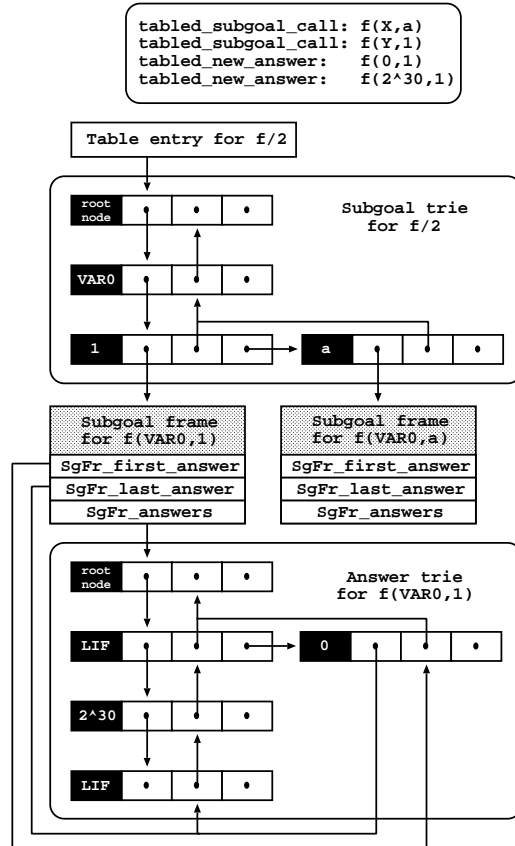 tabled_subgoal_call: f(X,a)
tabled_subgoal_call: f(Y,1)
tabled_new_answer: f(0,1)
tabled_new_answer: f(2^30,1)
Table entry for f/2
root
node
Subgoal trie
for f/2
VAR0
1
a
Subgoal frame
for f(VAR0,1)
SgFr_first_answer
SgFr_last_answer
SgFr_answers
Subgoal frame
for f(VAR0,a)
SgFr_first_answer
SgFr_last_answer
SgFr_answers
root
node
Answer trie
for f(VAR0,1)
LIF
0
2^30
LIF